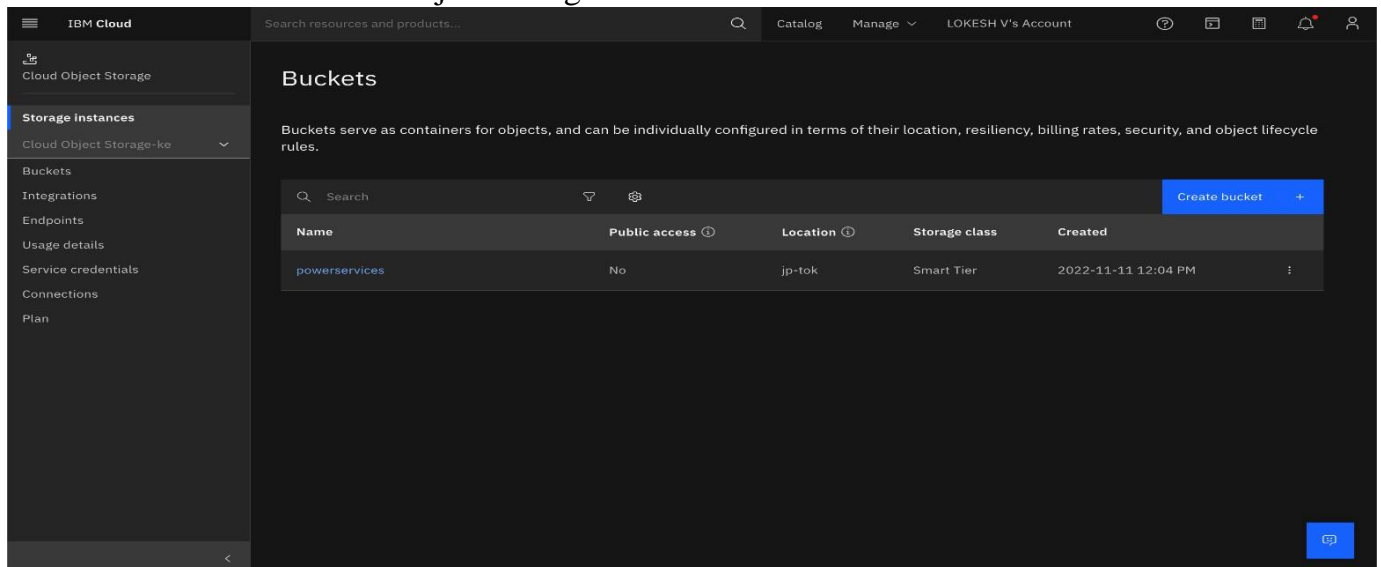 IBM Cloud
Search resources and products...
Catalog
Manage
LOKESH V's Account
Cloud Object Storage
Storage instances
Cloud Object Storage-ke
Buckets
Integrations
Endpoints
Usage details
Service credentials
Connections
Plan
Buckets
Buckets serve as containers for objects, and can be individually configured in terms of their location, resiliency, billing rates, security, and object lifecycle
rules.
Search
Create bucket +
Name Public access Location Storage class Created
powerservices No jp-tok Smart Tier 2022-11-11 12:04 PM